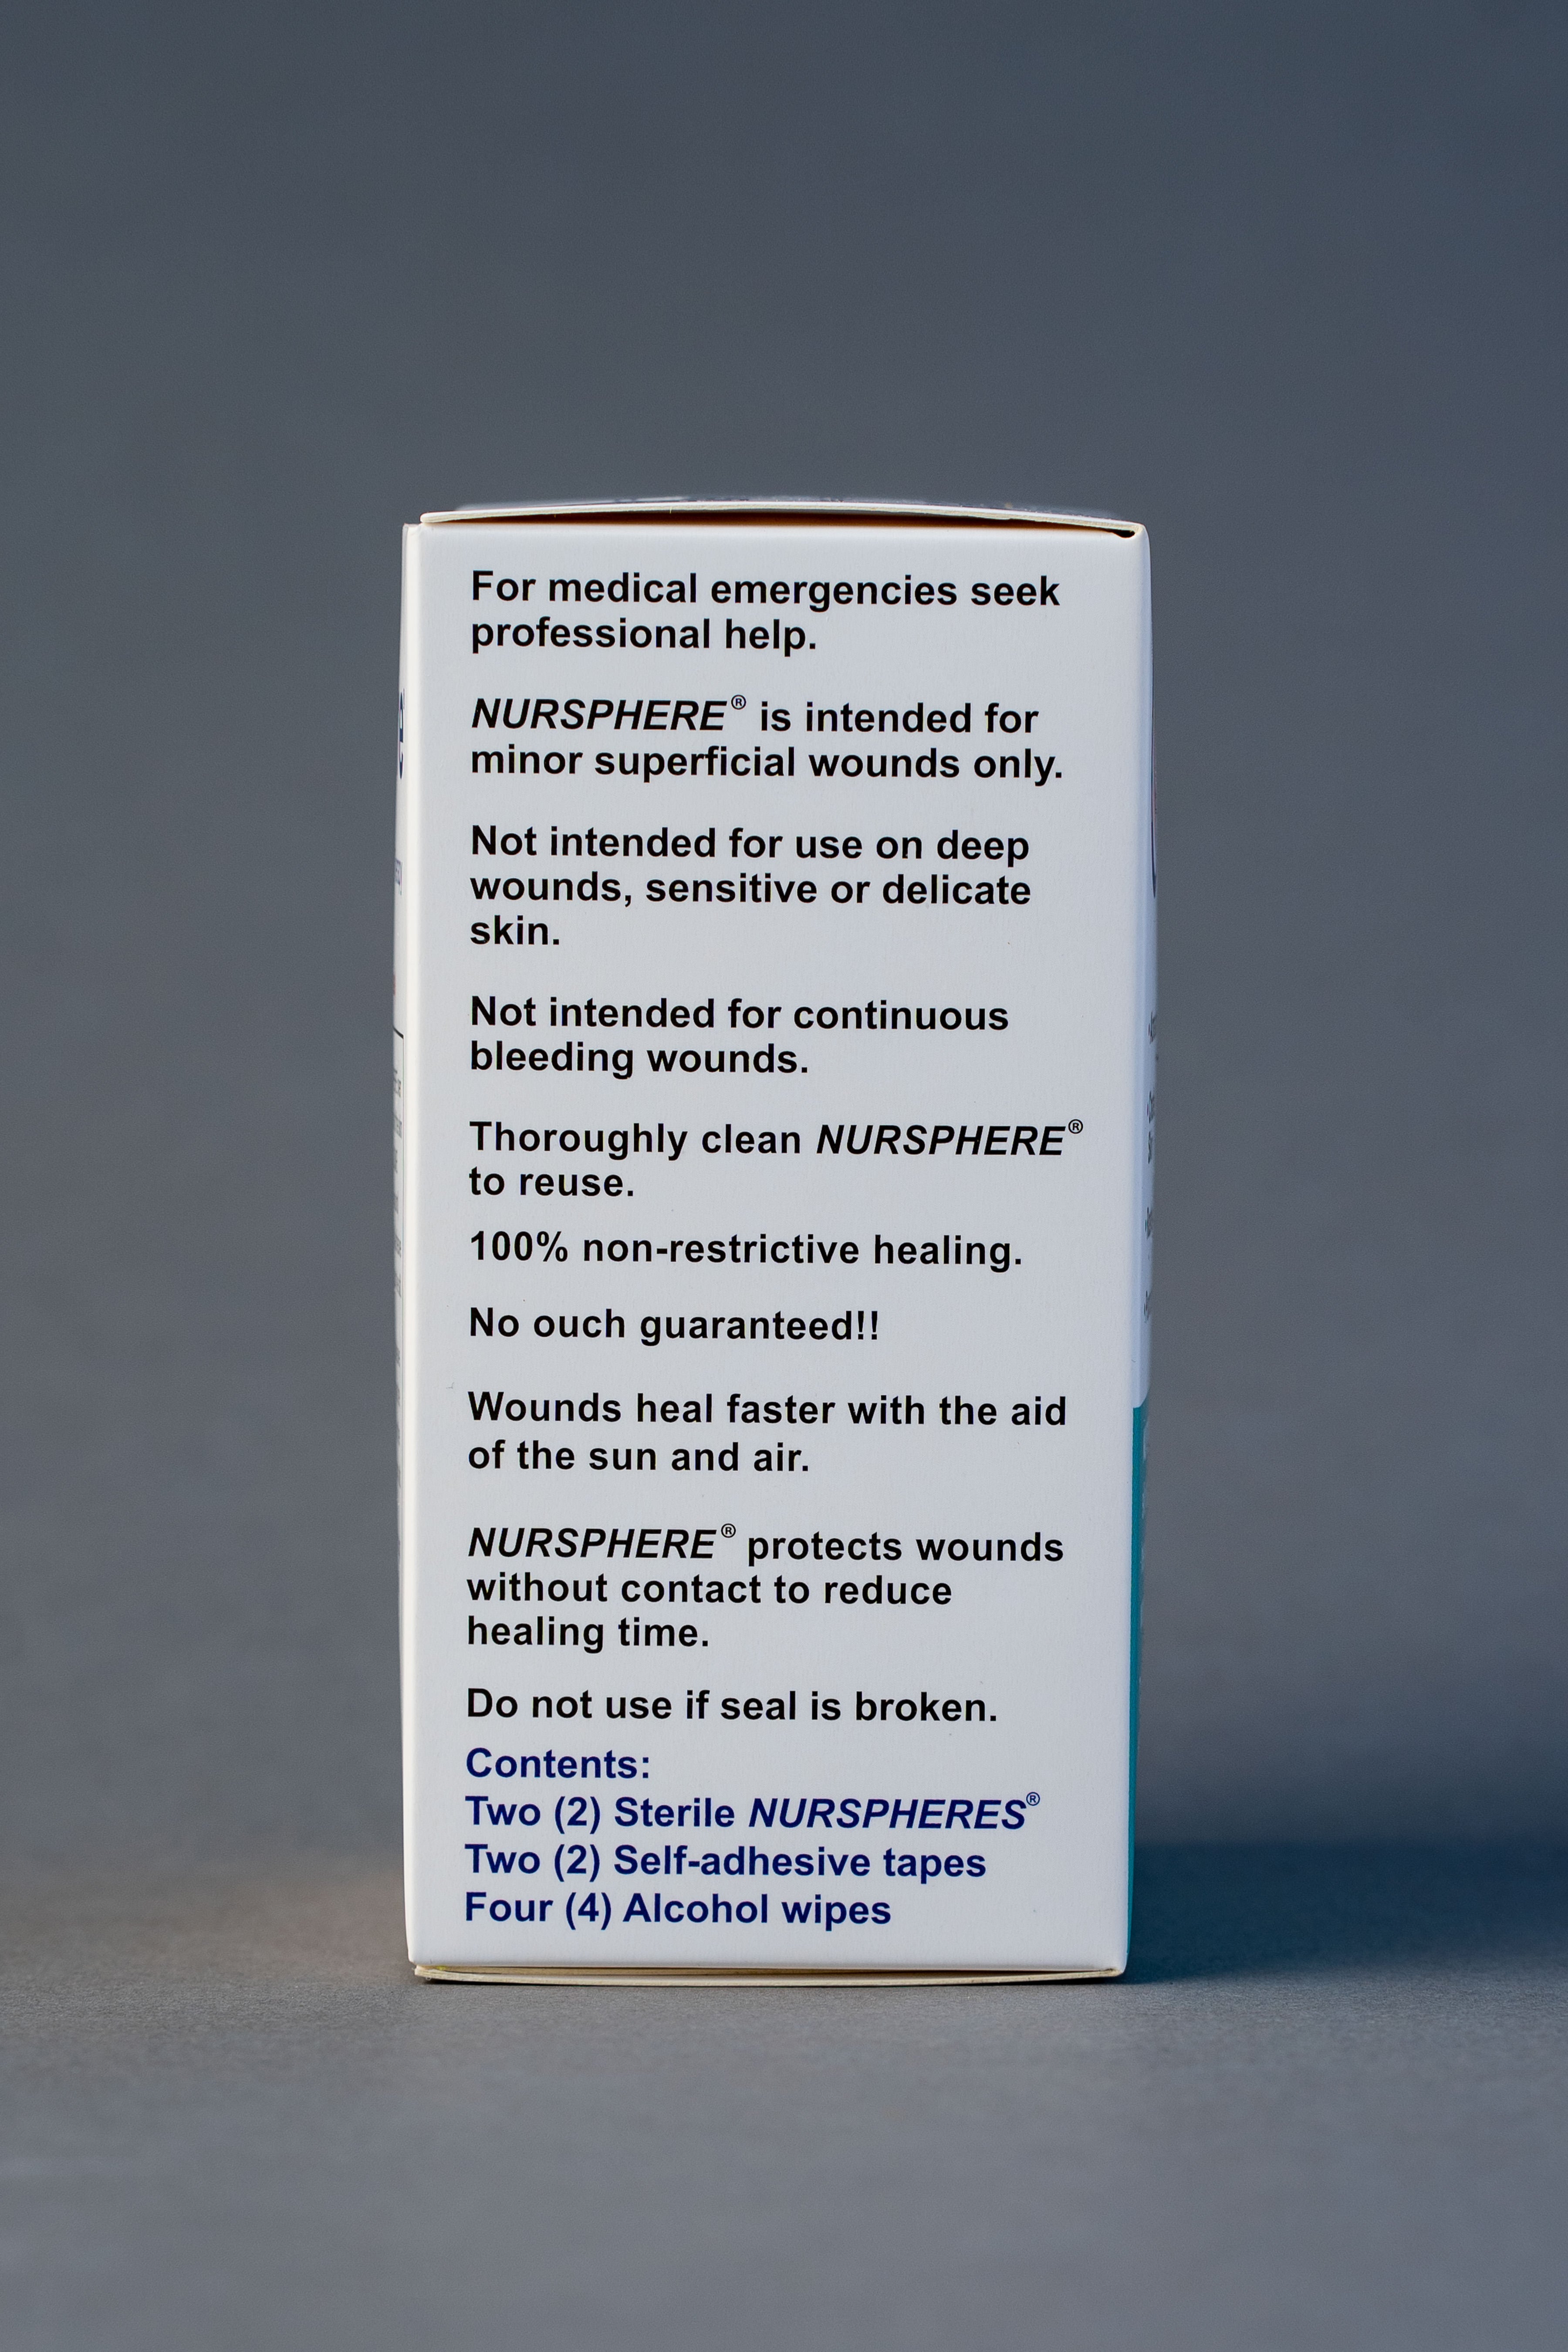 For medical emergencies seek
professional help.
NURSPHERE® is intended for
minor superficial wounds only.
Not intended for use on deep
wounds, sensitive or delicate
skin.
Not intended for continuous
bleeding wounds.
Thoroughly clean NURSPHERE®
to reuse.
100% non-restrictive healing.
No ouch guaranteed!!
Wounds heal faster with the aid
of the sun and air.
NURSPHERE® protects wounds
without contact to reduce
healing time.
Do not use if seal is broken.
Contents:
Two (2) Sterile NURSPHERES®
Two (2) Self-adhesive tapes
Four (4) Alcohol wipes